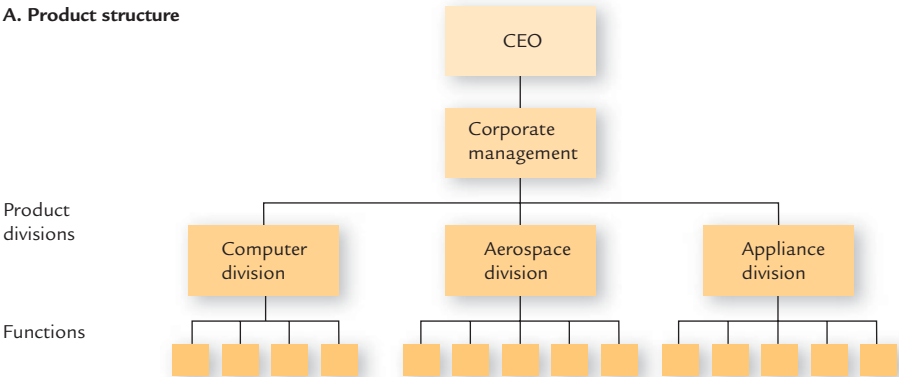 A. Product structure
CEO
Corporate
management
Product
divisions
Computer
division
Aerospace
division
Appliance
division
Functions